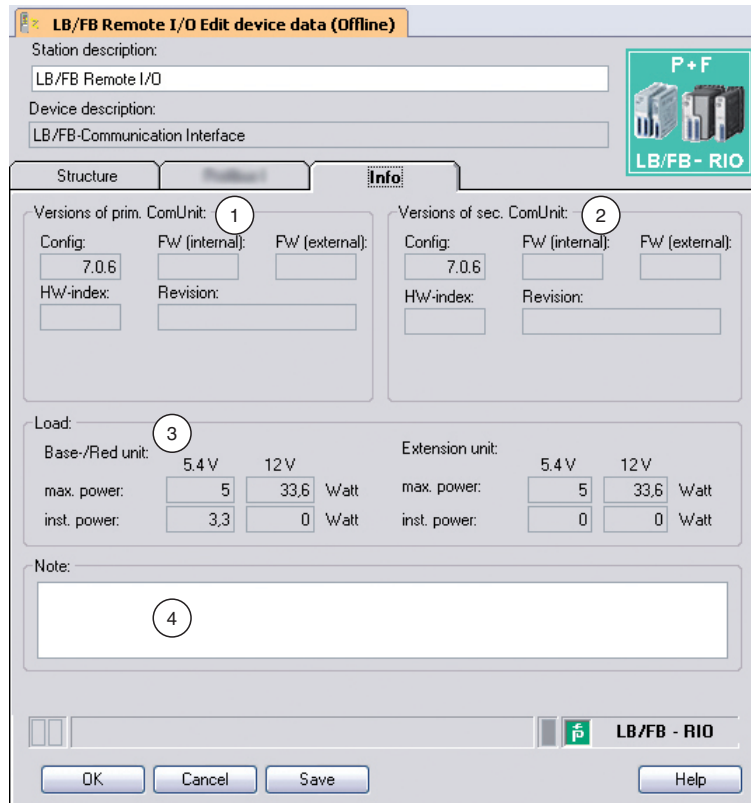 LB/FB Remote I/O Edit device data (Offline)
Station description:
LB/FB Remote I/O
Device description:
LB/FB-Communication Interface
P+F
LB/FB- RIO
Structure Info
Versions of prim. ComUnit: 1
Config: FW (internal): FW (external):
7.0.6
HW-index: Revision:
Versions of sec. ComUnit: 2
Config: FW (internal): FW (external):
7.0.6
HW-index: Revision:
Load:
3
Base-/Red unit:
5.4 V 12 V
max. power: 5 33,6 Watt
inst. power: 3,3 0 Watt
Extension unit:
5.4 V 12 V
max. power: 5 33,6 Watt
inst. power: 0 0 Watt
Note:
4
LB/FB - RIO
OK Cancel Save Help